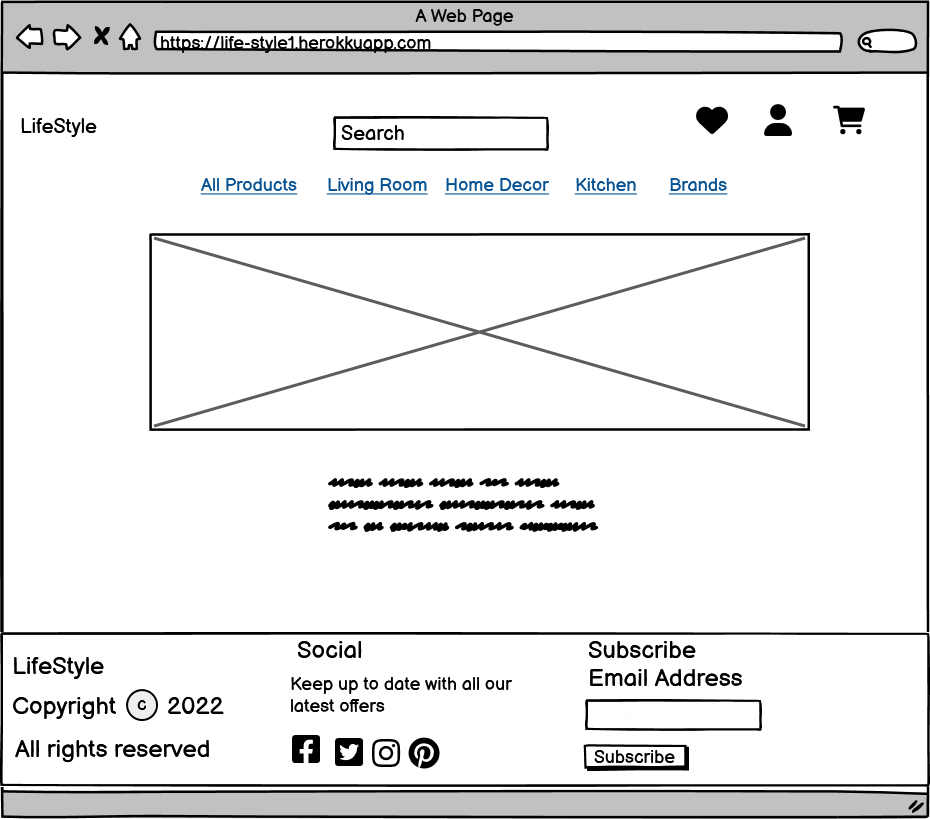 A Web Page
https://life-style1.herokkuapp.com
LifeStyle
Search
All Products Living Room Home Decor Kitchen Brands
LifeStyle
Copyright C 2022
All rights reserved
Social
Keep up to date with all our
latest offers
Subscribe
Email Address
Subscribe